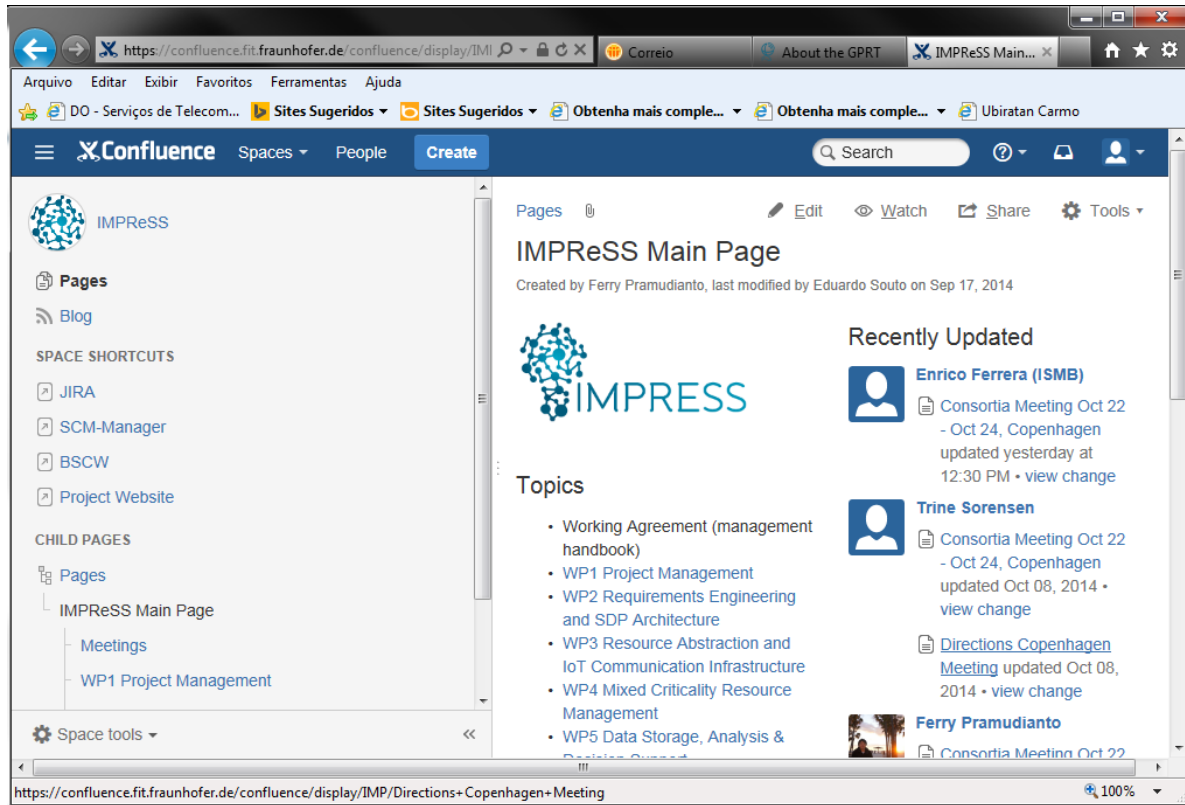 https://confluence.fit.fraunhofer.de/confluence/display/IMI
Correio
About the GPRT
IMPReSS Main...
Arquivo Editar Exibir Favoritos Ferramentas Ajuda
DO - Serviços de Telecom... Sites Sugeridos Sites Sugeridos Obtenha mais comple... Obtenha mais comple... Ubiratan Carmo
Confluence Spaces People Create Search
IMPReSS
Pages
Blog
SPACE SHORTCUTS
JIRA
SCM-Manager
BSCW
Project Website
CHILD PAGES
Pages
IMPReSS Main Page
Meetings
WP1 Project Management
Space tools
Pages Edit Watch Share Tools
IMPReSS Main Page
Created by Ferry Pramudianto, last modified by Eduardo Souto on Sep 17, 2014
IMPRESS
Topics
• Working Agreement (management
handbook)
• WP1 Project Management
• WP2 Requirements Engineering
and SDP Architecture
• WP3 Resource Abstraction and
IoT Communication Infrastructure
• WP4 Mixed Criticality Resource
Management
• WP5 Data Storage, Analysis &
Decision Support
Recently Updated
Enrico Ferrera (ISMB)
Consortia Meeting Oct 22
- Oct 24, Copenhagen
updated yesterday at
12:30 PM • view change
Trine Sorensen
Consortia Meeting Oct 22
- Oct 24, Copenhagen
updated Oct 08, 2014 •
view change
Directions Copenhagen
Meeting updated Oct 08,
2014 • view change
Ferry Pramudianto
Consortia Meeting Oct 22
https://confluence.fit.fraunhofer.de/confluence/display/IMP/Directions+Copenhagen+Meeting
100%